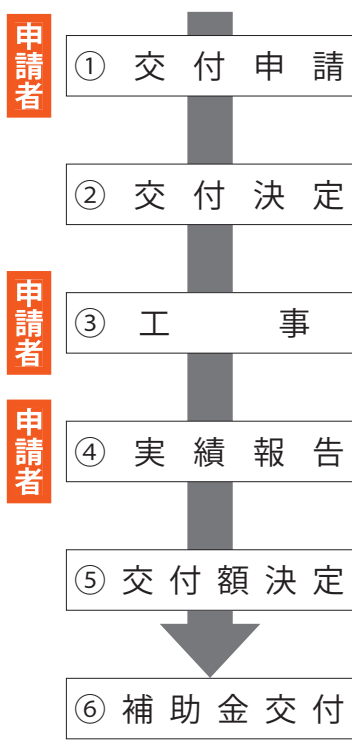 申請者
① 交付申請
② 交付決定
申請者
③ 工事
申請者
④ 実績報告
⑤ 交付額決定
⑥ 補助金交付